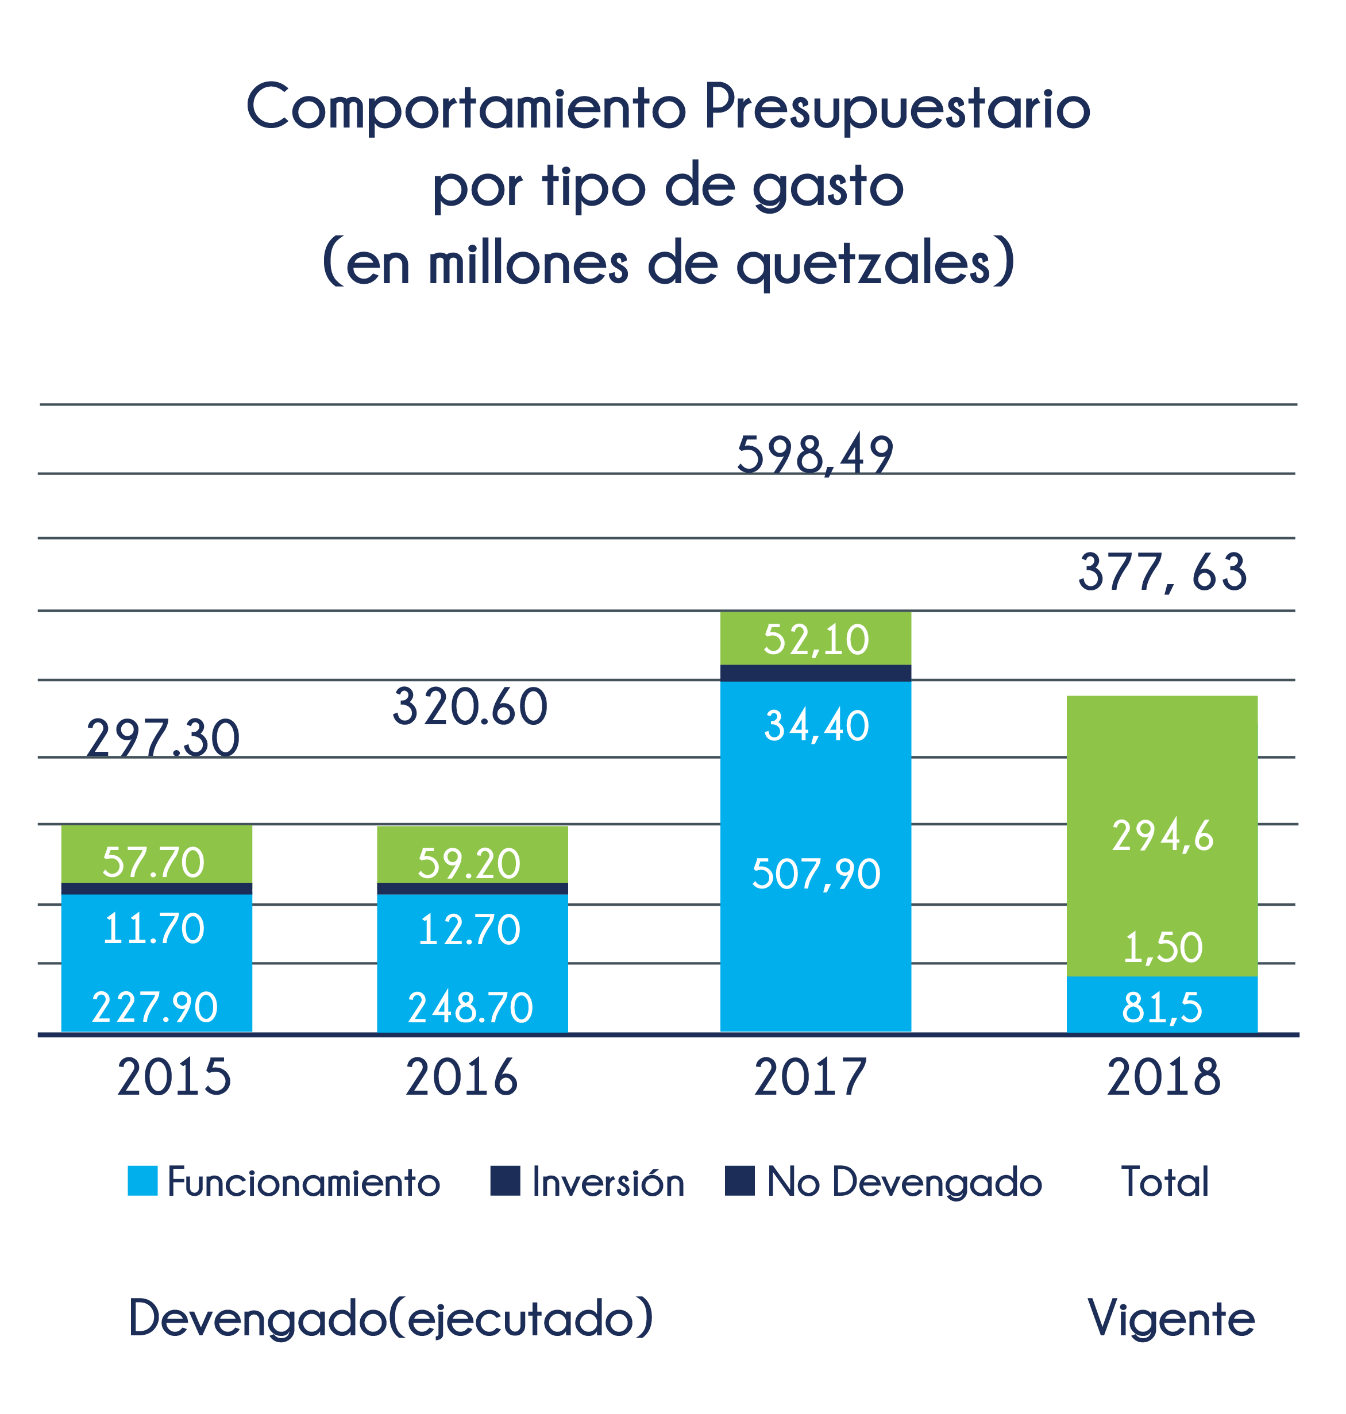 Comportamiento Presupuestario
por tipo de gasto
(en millones de quetzales)
598,49
377, 63
320.60
297.30
57.70
11.70
227.90
59.20
12.70
248.70
52,10
34,40
507,90
294,6
1,50
81,5
2015 2016 2017 2018
Funcionamiento Inversión No Devengado Total
Devengado(ejecutado) Vigente